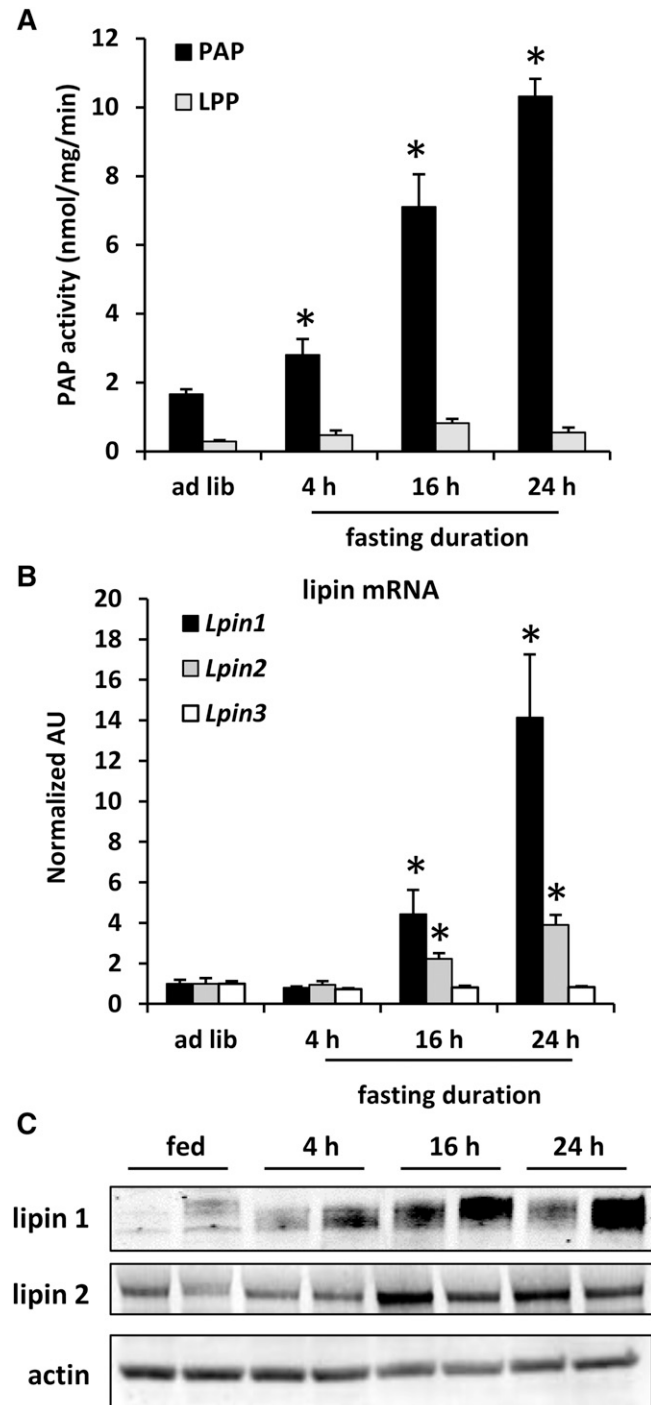 A
PAP activity (nmol/mg/min)
12
10
8
6
4
2
0
PAP
LPP
*
*
*
ad lib 4 h 16 h 24 h
fasting duration
B
lipin mRNA
Normalized AU
20
18
16
14
12
10
8
6
4
2
0
Lpin1
Lpin2
Lpin3
*
*
*
*
ad lib 4 h 16 h 24 h
fasting duration
C
fed 4 h 16 h 24 h
lipin 1
lipin 2
actin